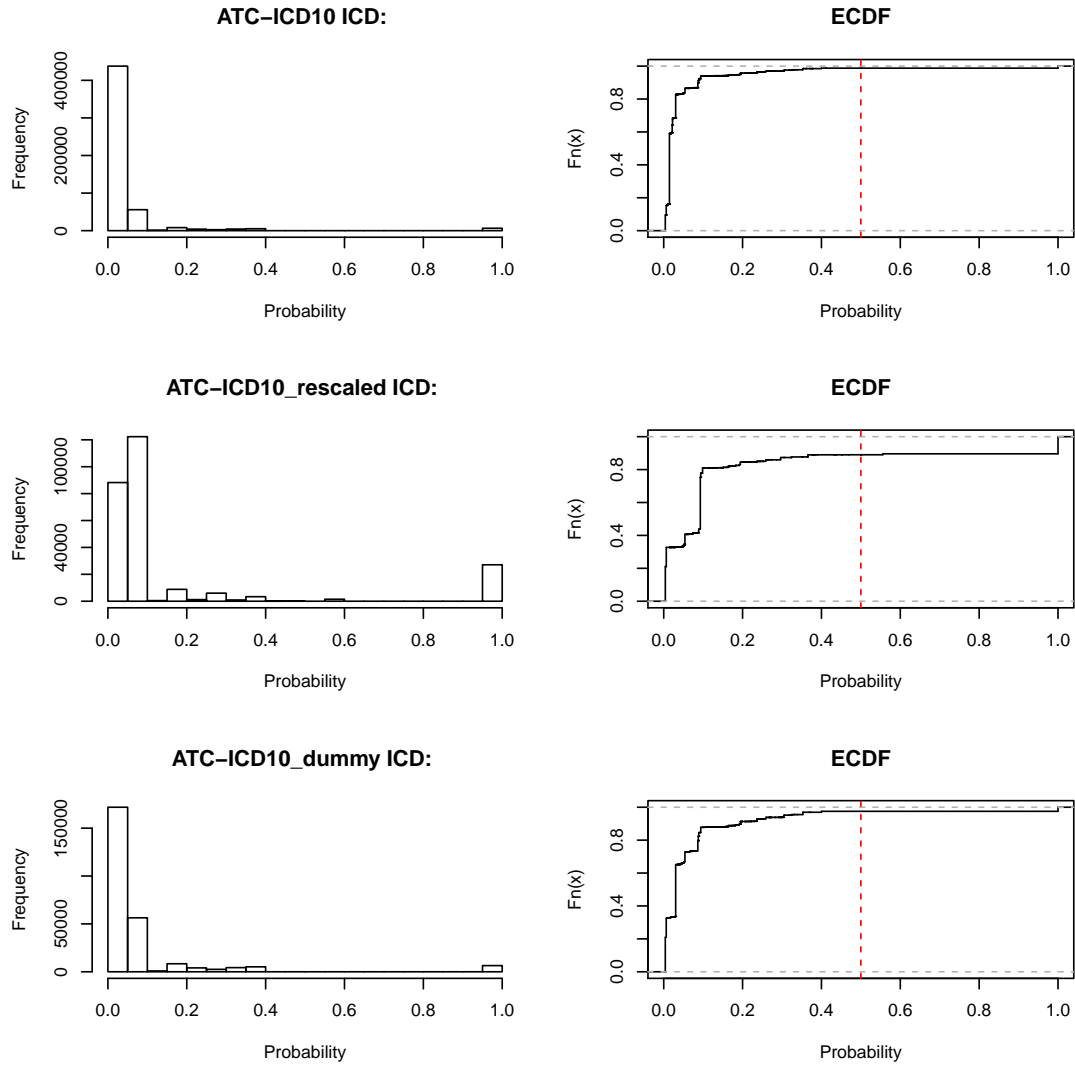 ATC−ICD10 ICD:
Frequency
0 200000 400000
0.0 0.2 0.4 0.6 0.8 1.0
Probability
ECDF
Fn(x)
0.0 0.4 0.8
0.0 0.2 0.4 0.6 0.8 1.0
Probability
ATC−ICD10_rescaled ICD:
Frequency
0 40000 100000
0.0 0.2 0.4 0.6 0.8 1.0
Probability
ECDF
Fn(x)
0.0 0.4 0.8
0.0 0.2 0.4 0.6 0.8 1.0
Probability
ATC−ICD10_dummy ICD:
Frequency
0 50000 150000
0.0 0.2 0.4 0.6 0.8 1.0
Probability
ECDF
Fn(x)
0.0 0.4 0.8
0.0 0.2 0.4 0.6 0.8 1.0
Probability